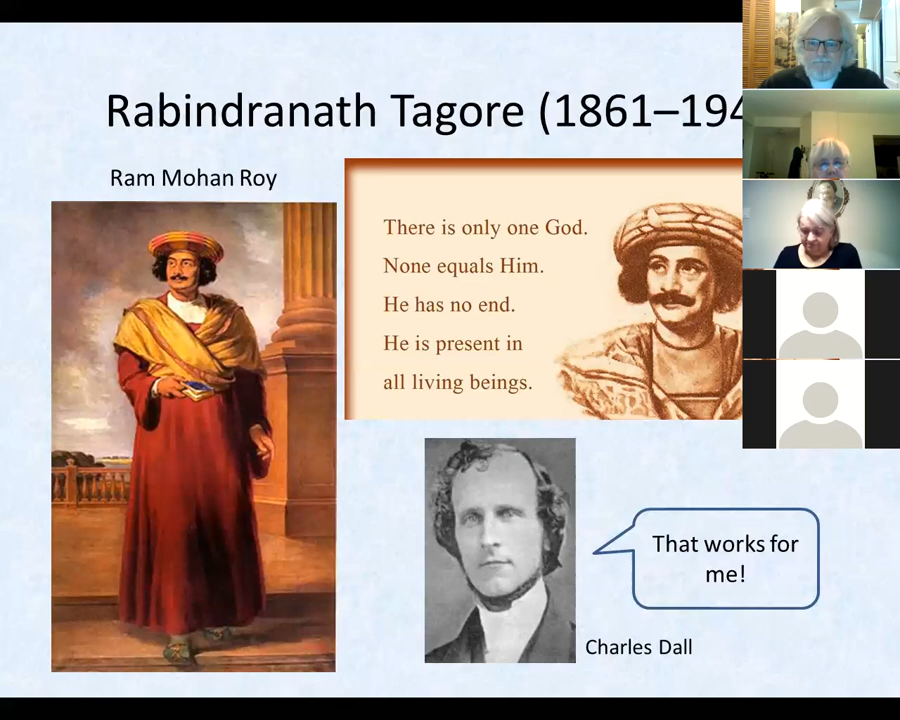 Rabindranath Tagore (1861–194
Ram Mohan Roy
There is only one God.
None equals Him.
He has no end.
He is present in
all living beings.
That works for
me!
Charles Dall